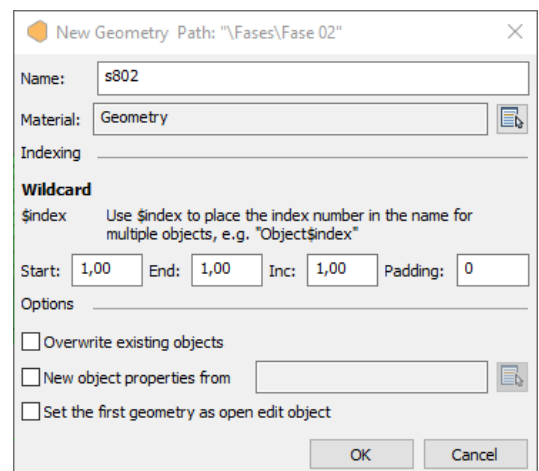 New Geometry Path: "\Fases\Fase 02"
Name: s802
Material: Geometry
Indexing
Wildcard
$index Use $index to place the index number in the name for
multiple objects, e.g. "Object$index"
Start: 1,00 End: 1,00 Inc: 1,00 Padding: 0
Options
Overwrite existing objects
New object properties from
Set the first geometry as open edit object
OK Cancel